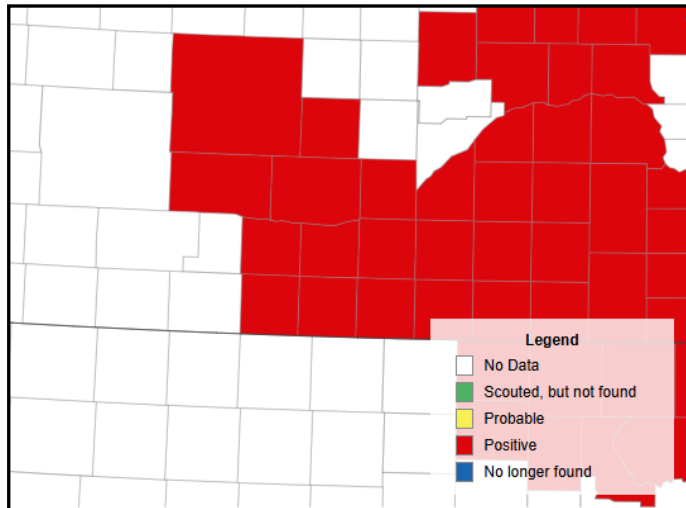 Legend
No Data
Scouted, but not found
Probable
Positive
No longer found